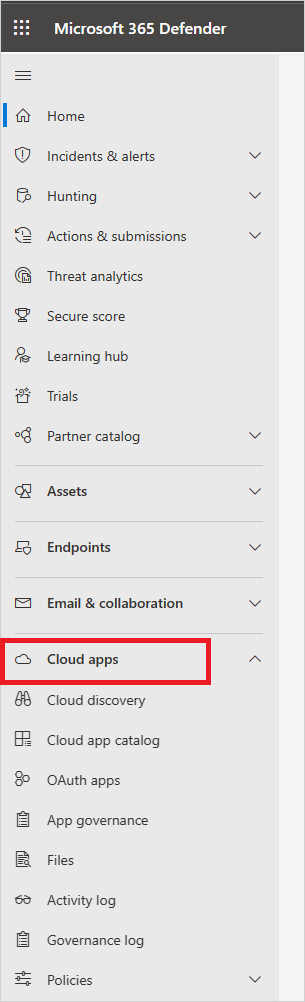 Microsoft 365 Defender
Home
Incidents & alerts
Hunting
Actions & submissions
Threat analytics
Secure score
Learning hub
Trials
Partner catalog
Assets
Endpoints
Email & collaboration
Cloud apps
Cloud discovery
Cloud app catalog
OAuth apps
App governance
Files
Activity log
Governance log
Policies